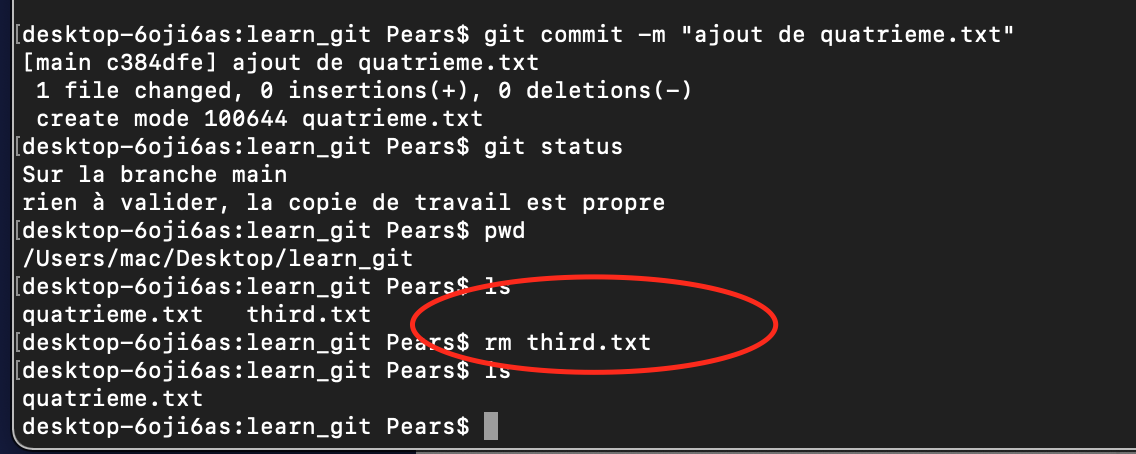 [desktop-6oji6as:learn_git Pears$ git commit -m "ajout de quatrieme.txt"
[main c384dfe] ajout de quatrieme.txt
 1 file changed, 0 insertions(+), 0 deletions(-)
 create mode 100644 quatrieme.txt
[desktop-6oji6as:learn_git Pears$ git status
Sur la branche main
rien à valider, la copie de travail est propre
[desktop-6oji6as:learn_git Pears$ pwd
/Users/mac/Desktop/learn_git
[desktop-6oji6as:learn_git Pears$ ls
quatrieme.txt   third.txt
[desktop-6oji6as:learn_git Pears$ rm third.txt
[desktop-6oji6as:learn_git Pears$ ls
quatrieme.txt
desktop-6oji6as:learn_git Pears$